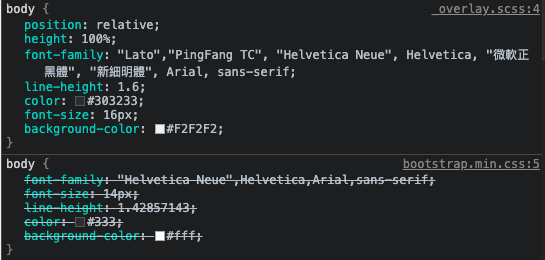 body { _overlay.scss:4
position: relative;
height: 100%;
font-family: "Lato","PingFang TC", "Helvetica Neue", Helvetica, "微軟正
黑體", "新細明體", Arial, sans-serif;
line-height: 1.6;
color: #303233;
font-size: 16px;
background-color: #F2F2F2;
}
body { bootstrap.min.css:5
font-family: "Helvetica Neue",Helvetica,Arial,sans-serif;
font-size: 14px;
line-height: 1.42857143;
color: #333;
background-color: #fff;
}